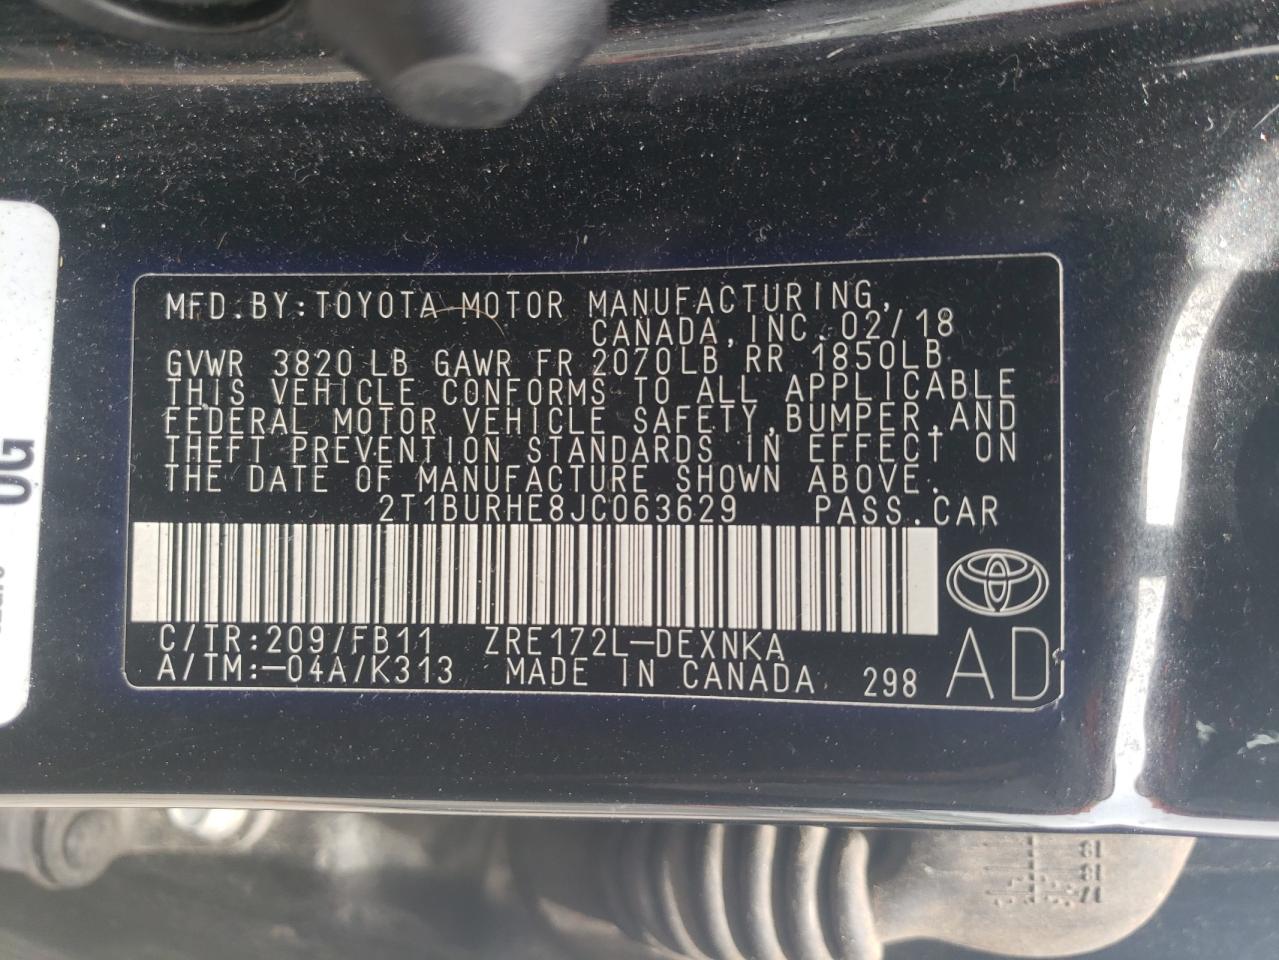 MFD.BY:TOYOTA MOTOR MANUFACTURING,
CANADA,INC.02/18
GVWR 3820 LB GAWR FR 2070LB RR 1850LB
THIS VEHICLE CONFORMS TO ALL APPLICABLE
FEDERAL MOTOR VEHICLE SAFETY,BUMPER,AND
THEFT PREVENTION STANDARDS IN EFFECT ON
THE DATE OF MANUFACTURE SHOWN ABOVE.
2T1BURHE8JC063629 PASS.CAR
C/TR:209/FB11 ZRE172L-DEXNKA
A/TM:-04A/K313 MADE IN CANADA 298
AD
0G